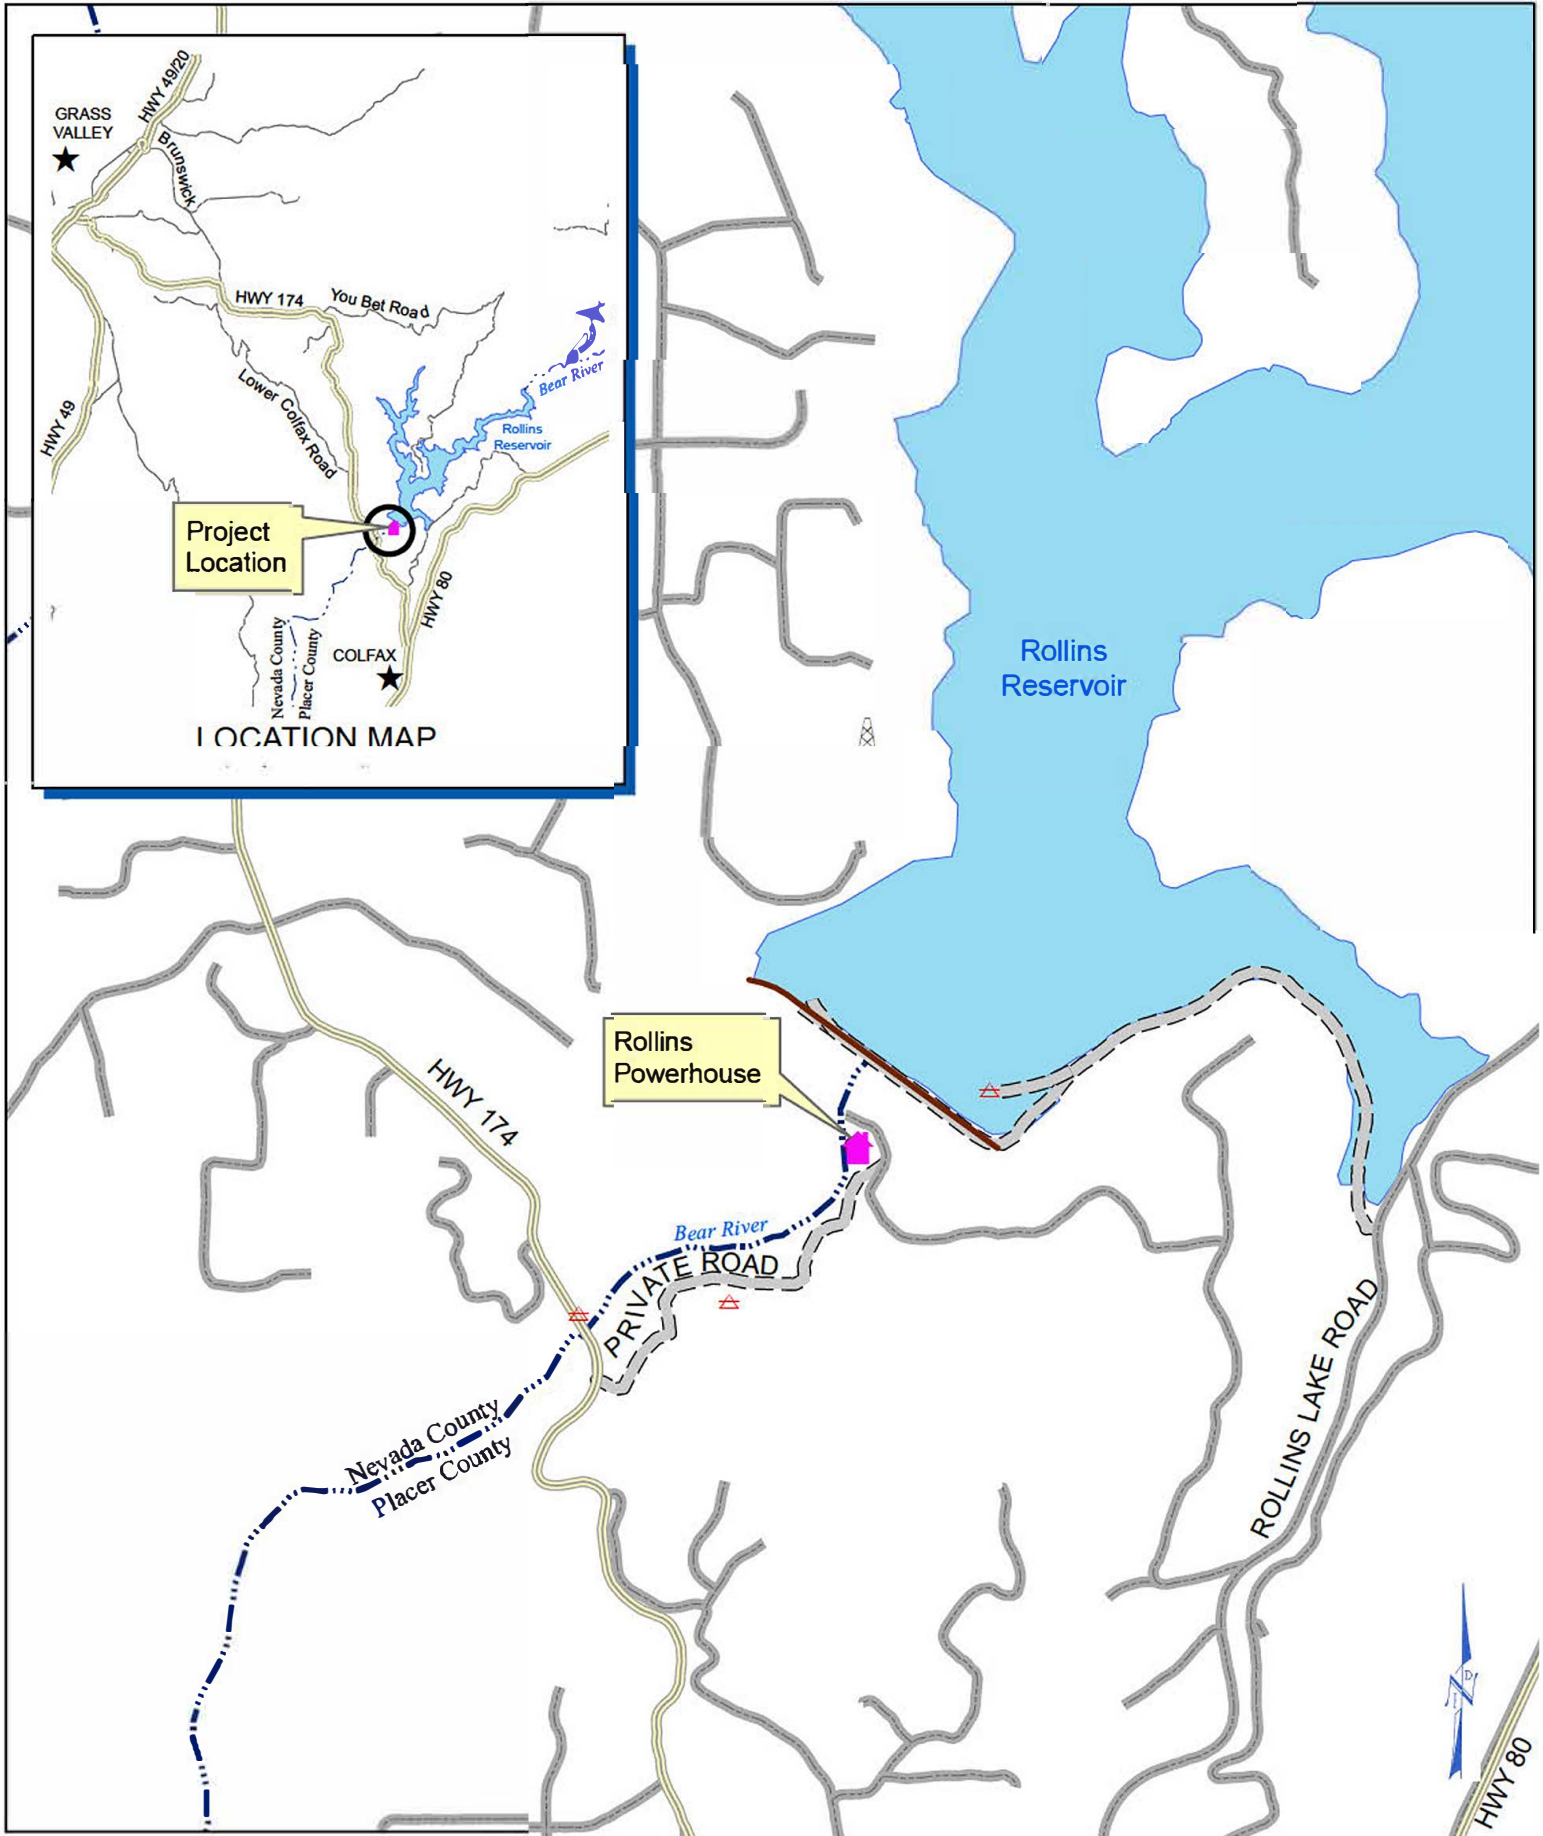 HWY 49/20
GRASS
VALLEY
Brunswick
HWY 174
You Bet Road
Bear River
Lower Colfax Road
HWY 49
Rollins
Reservoir
Project
Location
HWY 80
Nevada County
Placer County
COLFAX
LOCATION MAP
Rollins
Reservoir
Rollins
Powerhouse
HWY 174
Bear River
PRIVATE ROAD
Nevada County
Placer County
ROLLINS LAKE ROAD
N
I
D
HWY 80